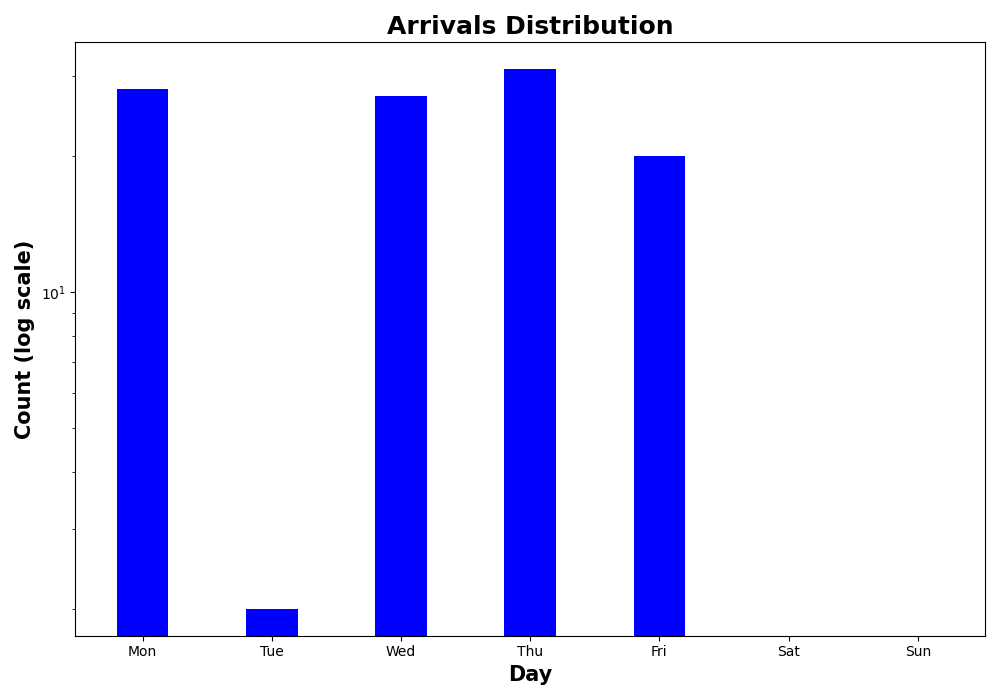 Arrivals Distribution
Count (log scale)
10¹
Mon Tue Wed Thu Fri Sat Sun
Day